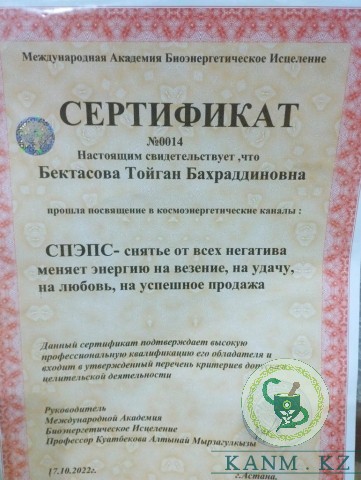 Международная Академия Биоэнергетическое Исцеление
СЕРТИФИКАТ
№0014
Настоящим свидетельствует ,что
Бектасова Тойган Бахраддиновна
прошла посвящение в космоэнергетические каналы :
СПЭПС- снятье от всех негатива
меняет энергию на везение, на удачу,
на любовь, на успешное продажа
Данный сертификат подтверждает высокую
профессиональную квалификацию его обладателя и
входит в утвержденный перечень критериев
целительской деятельности
Руководитель
Международной Академия
Биоэнергетическое Исцеление
Профессор Куатбекова Алтынай Мырзагулкызы
17.10.2022г.
г.Астана,
KANM.KZ